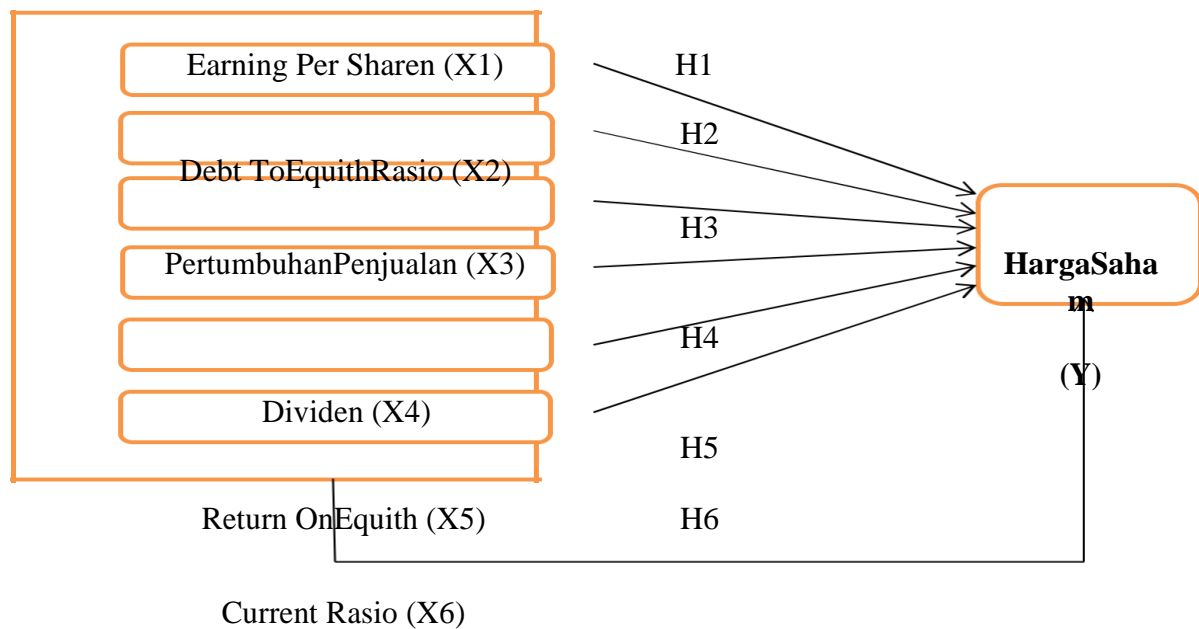 Earning Per Sharen (X1)
H1
H2
Debt ToEquithRasio (X2)
H3
PertumbuhanPenjualan (X3)
HargaSaha
m
H4
(Y)
Dividen (X4)
H5
Return OnEquith (X5)
H6
Current Rasio (X6)